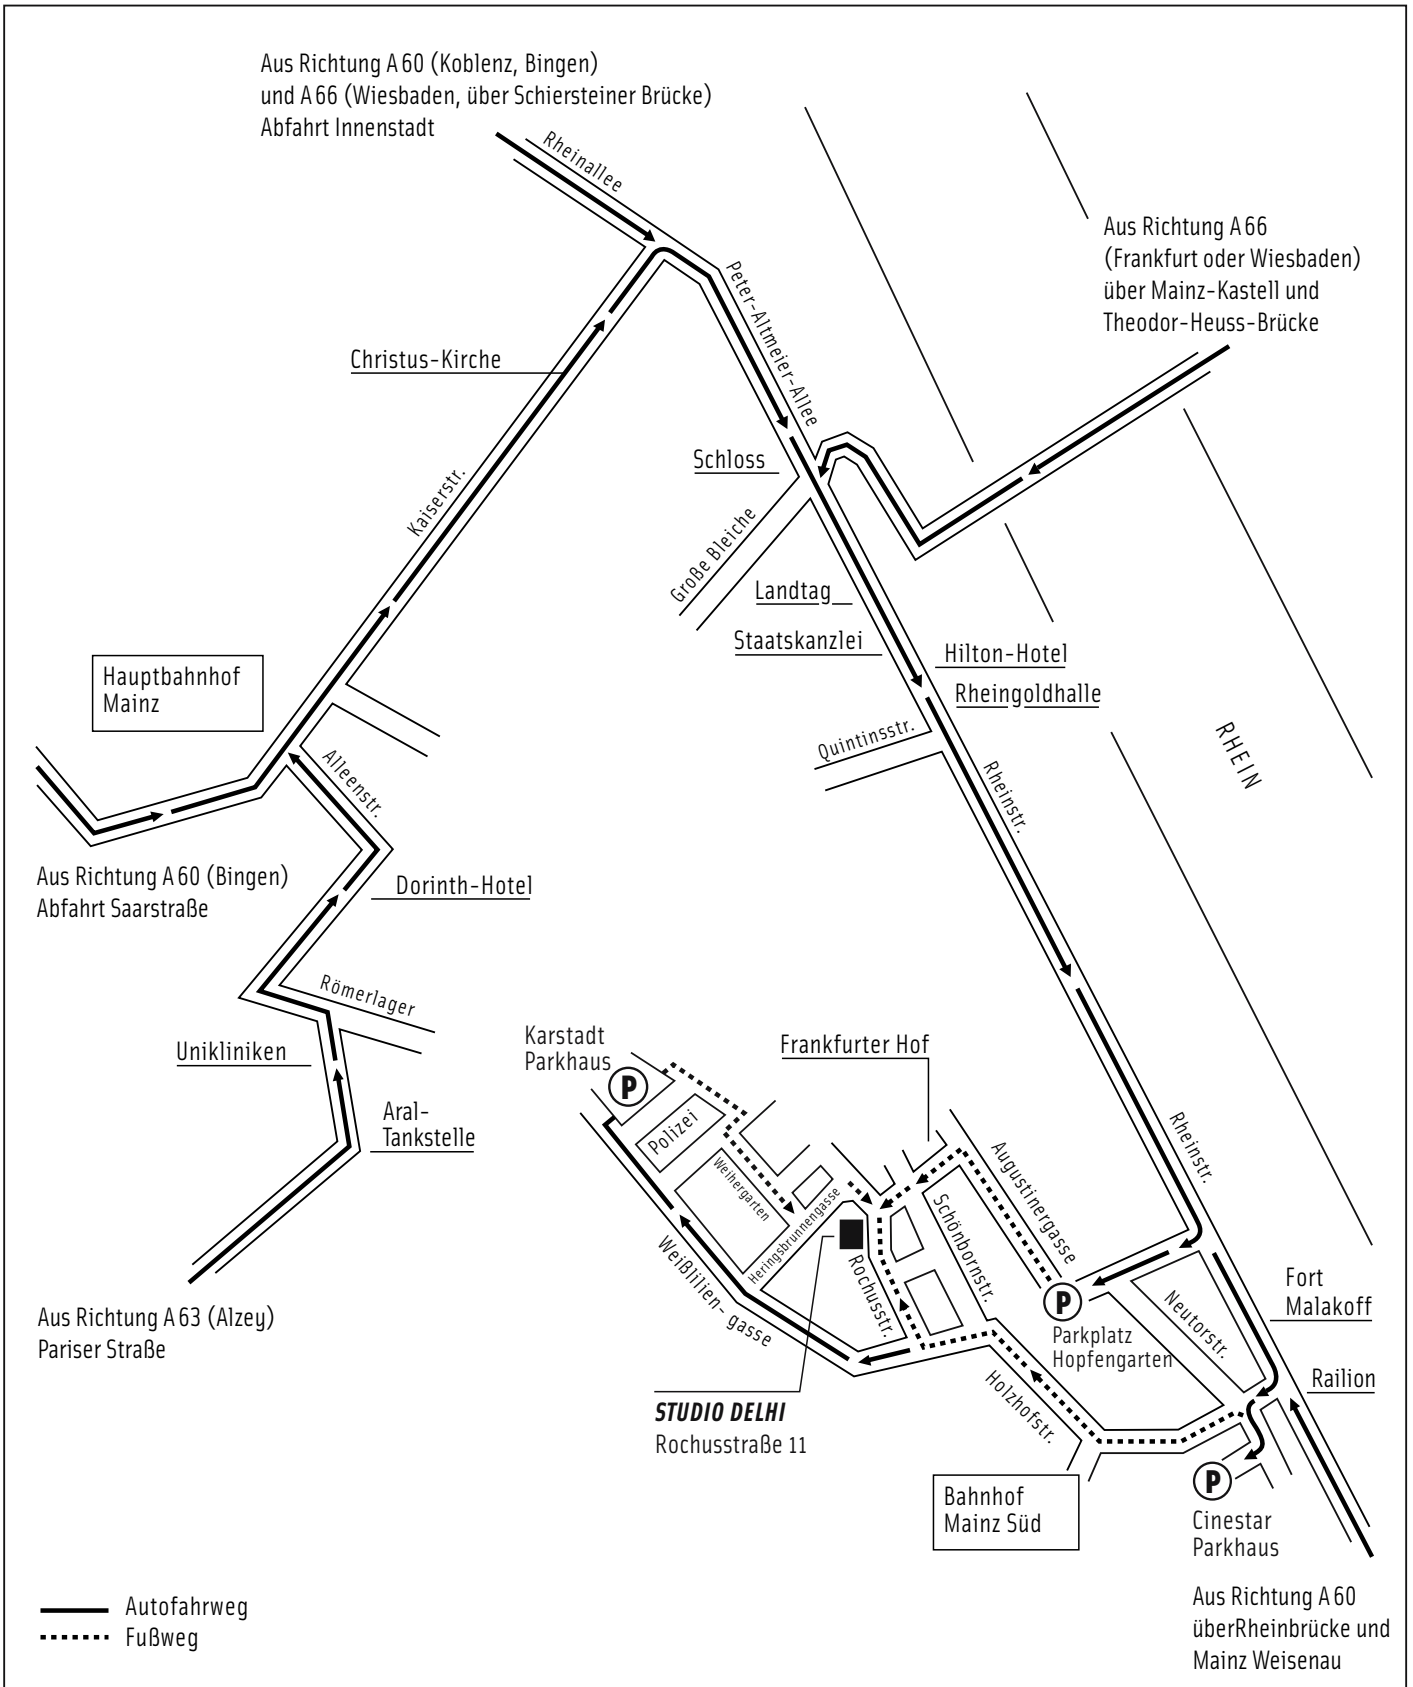 Aus Richtung A 60 (Koblenz, Bingen)
und A 66 (Wiesbaden, über Schiersteiner Brücke)
Abfahrt Innenstadt
Rheinallee
Aus Richtung A 66
(Frankfurt oder Wiesbaden)
über Mainz-Kastell und
Theodor-Heuss-Brücke
Peter-Altmeier-Allee
Christus-Kirche
Kaiserstr.
Schloss
Große Bleiche
Landtag
Staatskanzlei
Hilton-Hotel
Rheingoldhalle
Hauptbahnhof
Mainz
Quintinsstr.
RHEIN
Alleenstr.
Rheinstr.
Aus Richtung A 60 (Bingen)
Abfahrt Saarstraße
Dorinth-Hotel
Römerlager
Unikliniken
Aral-
Tankstelle
Aus Richtung A 63 (Alzey)
Pariser Straße
Karstadt
Parkhaus
P
Frankfurter Hof
Polizei
Weihergarten
Heringsbrunnengasse
Weißlilien-gasse
Rochusstr.
Schönbornstr.
Augustinergasse
Rheinstr.
P
Parkplatz
Hopfengarten
Neutorstr.
Fort
Malakoff
Railion
Holzhofstr.
STUDIO DELHI
Rochusstraße 11
Bahnhof
Mainz Süd
P
Cinestar
Parkhaus
Aus Richtung A 60
überRheinbrücke und
Mainz Weisenau
Autofahrweg
Fußweg